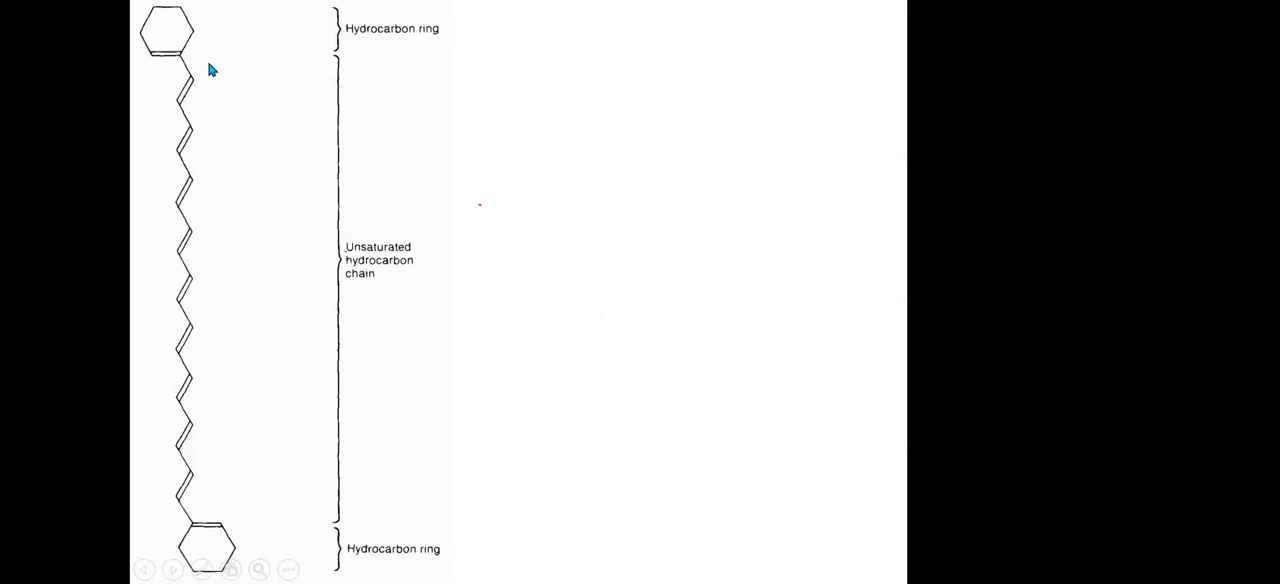 Hydrocarbon ring
Unsaturated
hydrocarbon
chain
Hydrocarbon ring